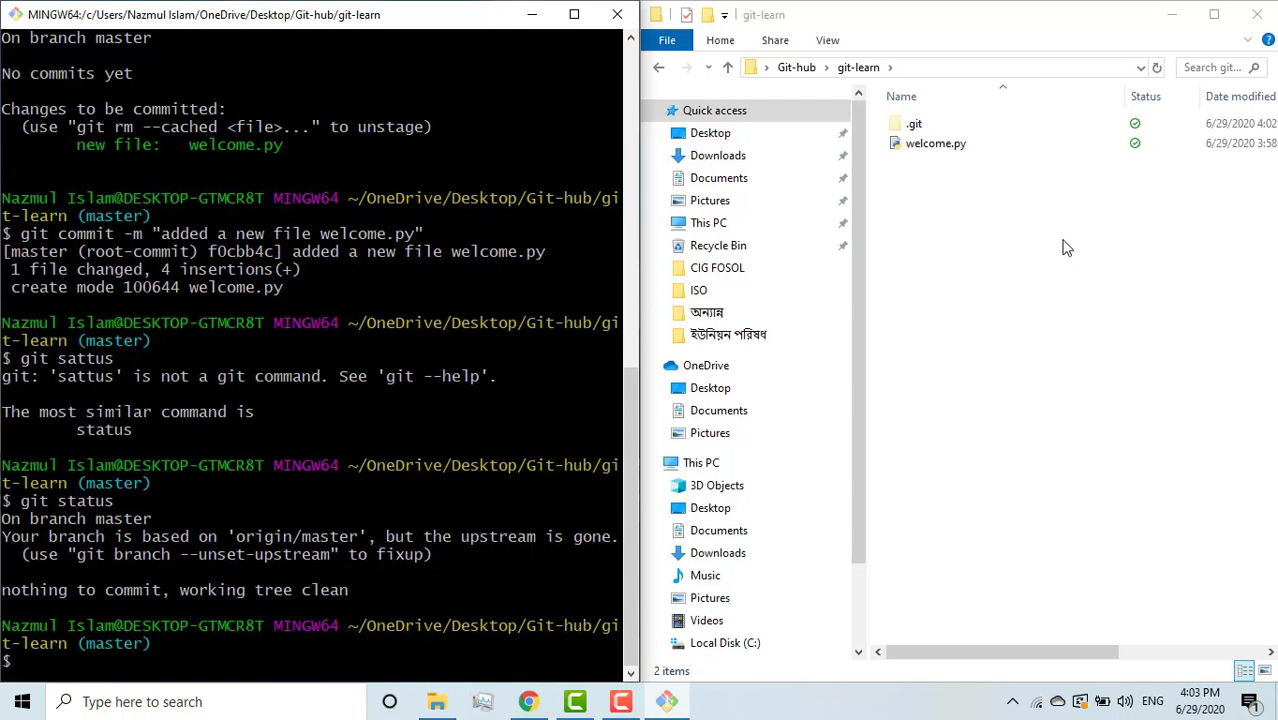 MINGW64:/c/Users/Nazmul Islam/OneDrive/Desktop/Git-hub/git-learn
On branch master
No commits yet
Changes to be committed:
(use "git rm --cached <file>..." to unstage)
new file: welcome.py
Nazmul Islam@DESKTOP-GTMCR8T MINGW64 ~/OneDrive/Desktop/Git-hub/gi
t-learn (master)
$ git commit -m "added a new file welcome.py"
[master (root-commit) f0cbb4c] added a new file welcome.py
1 file changed, 4 insertions(+)
create mode 100644 welcome.py
Nazmul Islam@DESKTOP-GTMCR8T MINGW64 ~/OneDrive/Desktop/Git-hub/gi
t-learn (master)
$ git sattus
git: 'sattus' is not a git command. See 'git --help'.
The most similar command is
status
Nazmul Islam@DESKTOP-GTMCR8T MINGW64 ~/OneDrive/Desktop/Git-hub/gi
t-learn (master)
$ git status
On branch master
Your branch is based on 'origin/master', but the upstream is gone.
(use "git branch --unset-upstream" to fixup)
nothing to commit, working tree clean
Nazmul Islam@DESKTOP-GTMCR8T MINGW64 ~/OneDrive/Desktop/Git-hub/gi
t-learn (master)
$
git-learn
File Home Share View
Git-hub git-learn
Search git...
Name Status Date modified
.git 6/29/2020 4:02
welcome.py 6/29/2020 3:58
Quick access
Desktop
Downloads
Documents
Pictures
This PC
Recycle Bin
CIG FOSOL
ISO
অন্যান্ন
ইউনিয়ন পরিষধ
OneDrive
Desktop
Documents
Pictures
This PC
3D Objects
Desktop
Documents
Downloads
Music
Pictures
Videos
Local Disk (C:)
2 items
Type here to search
ENG
4:03 PM
6/29/2020
1